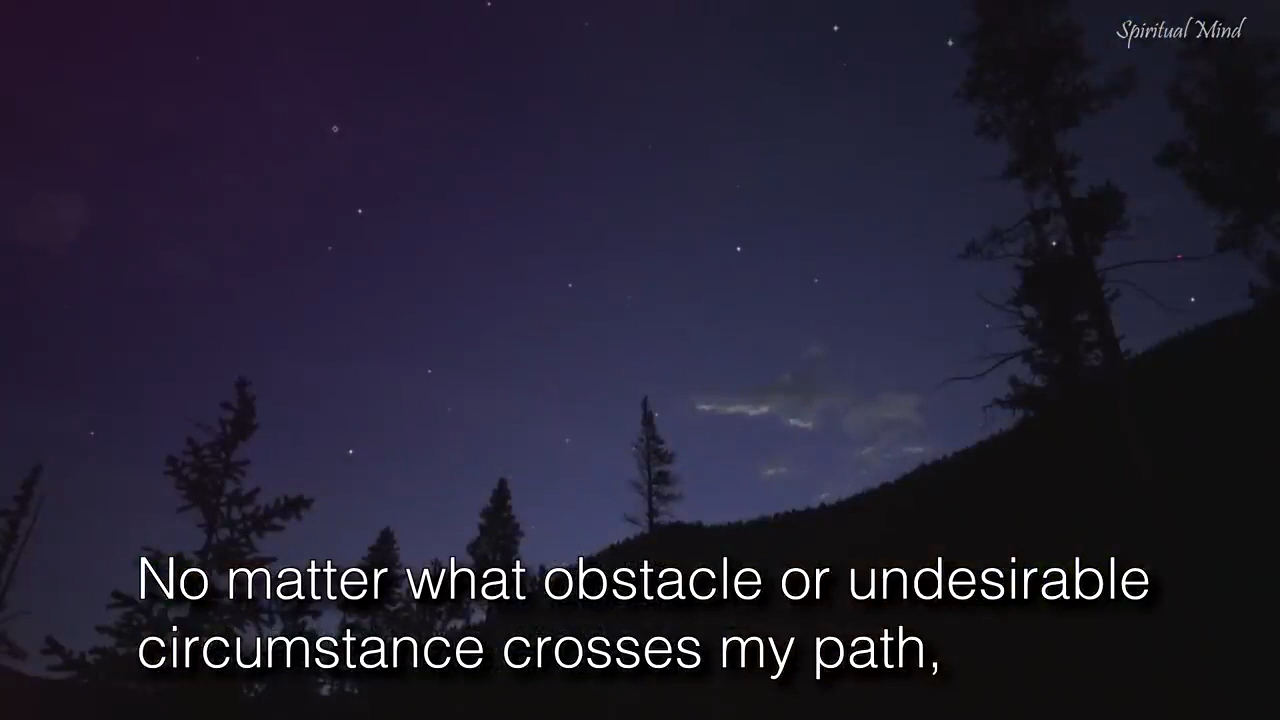 Spiritual Mind
No matter what obstacle or undesirable
circumstance crosses my path,